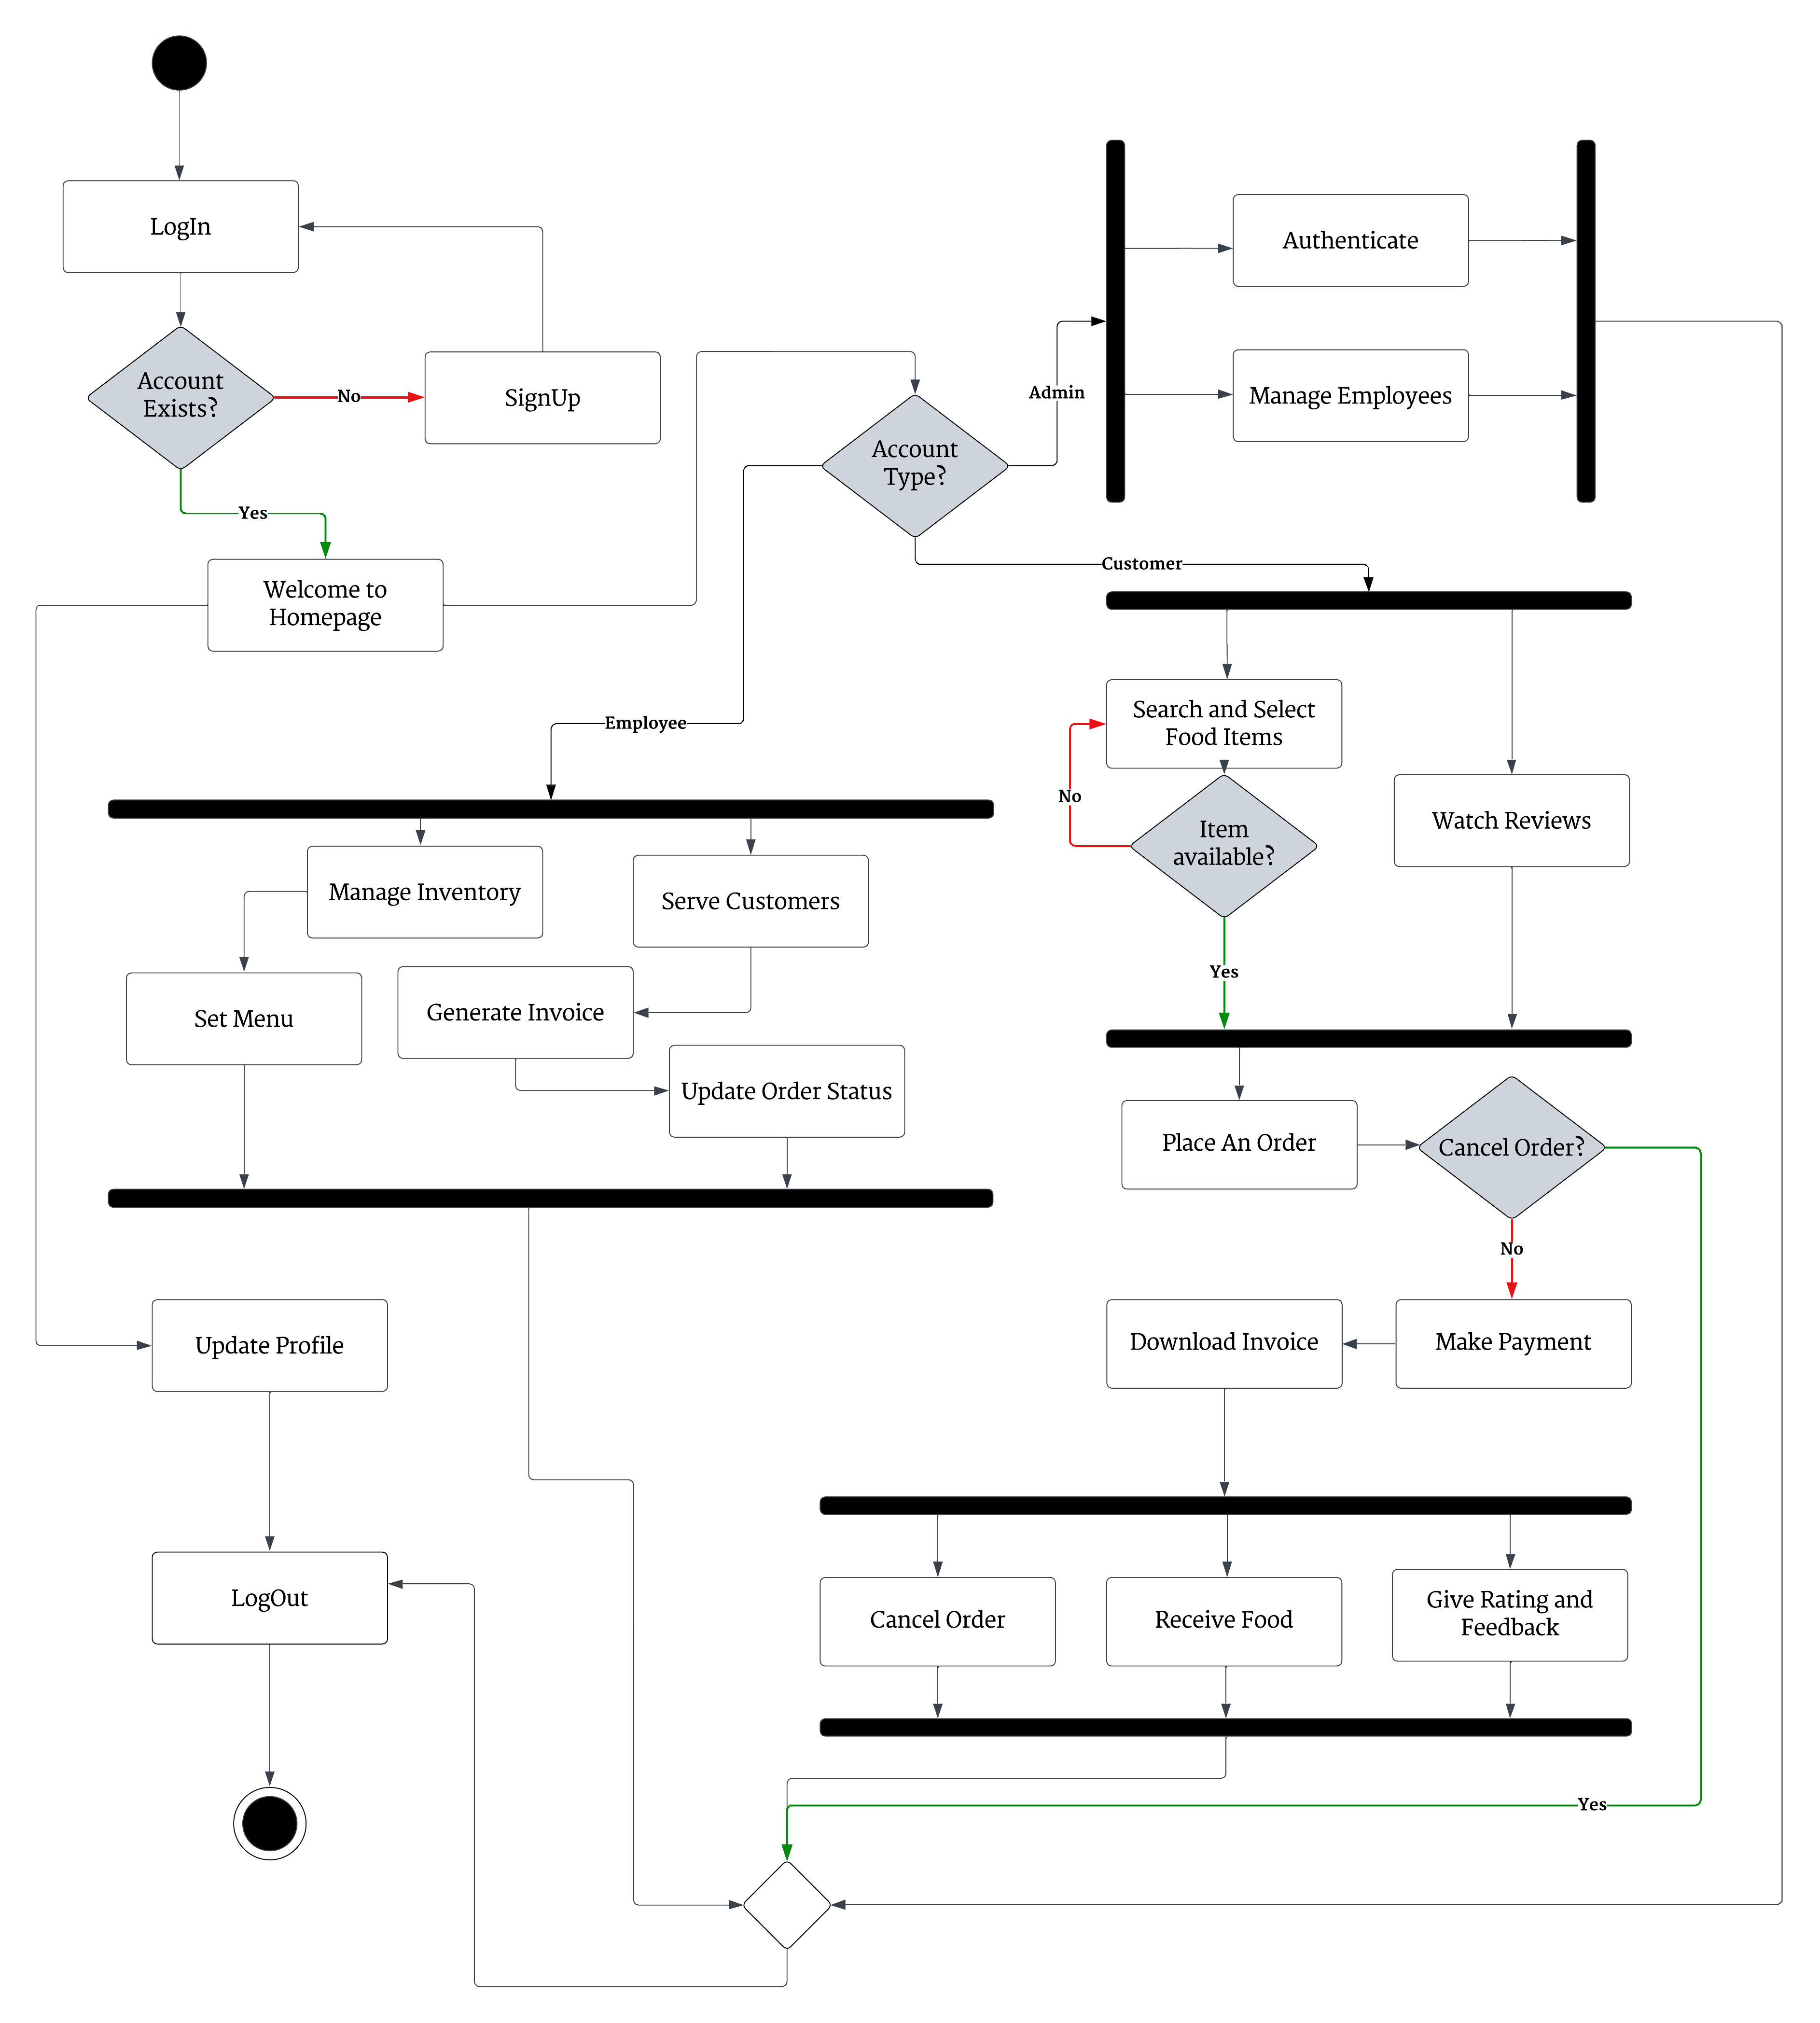 LogIn
Account
Exists?
No
SignUp
Yes
Welcome to
Homepage
Account
Type?
Admin
Authenticate
Manage Employees
Customer
Employee
Search and Select
Food Items
No
Item
available?
Watch Reviews
Yes
Manage Inventory
Serve Customers
Set Menu
Generate Invoice
Update Order Status
Place An Order
Cancel Order?
No
Update Profile
Download Invoice
Make Payment
LogOut
Cancel Order
Receive Food
Give Rating and
Feedback
Yes